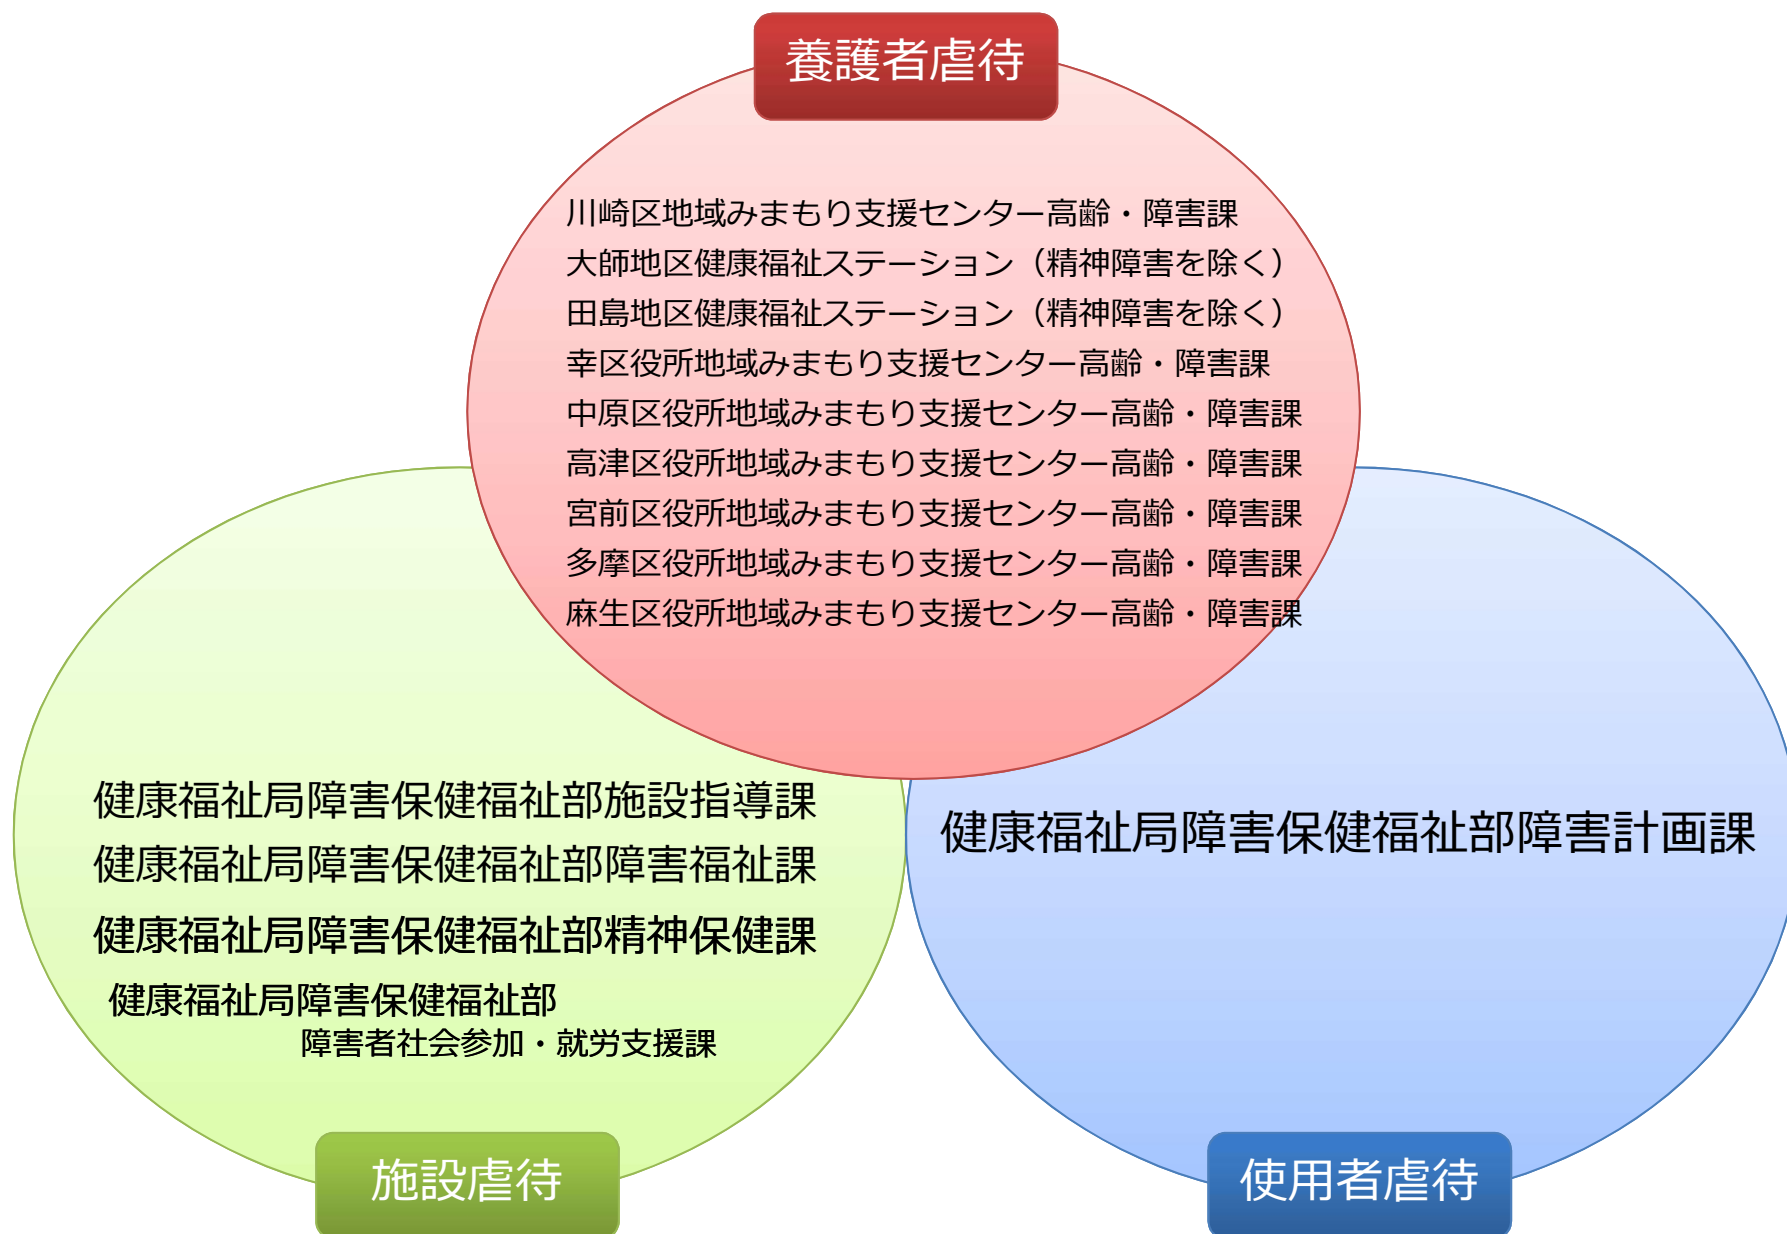 養護者虐待
川崎区地域みまもり支援センター高齢・障害課
大師地区健康福祉ステーション（精神障害を除く）
田島地区健康福祉ステーション（精神障害を除く）
幸区役所地域みまもり支援センター高齢・障害課
中原区役所地域みまもり支援センター高齢・障害課
高津区役所地域みまもり支援センター高齢・障害課
宮前区役所地域みまもり支援センター高齢・障害課
多摩区役所地域みまもり支援センター高齢・障害課
麻生区役所地域みまもり支援センター高齢・障害課
健康福祉局障害保健福祉部施設指導課
健康福祉局障害保健福祉部障害福祉課
健康福祉局障害保健福祉部精神保健課
健康福祉局障害保健福祉部
障害者社会参加・就労支援課
施設虐待
健康福祉局障害保健福祉部障害計画課
使用者虐待